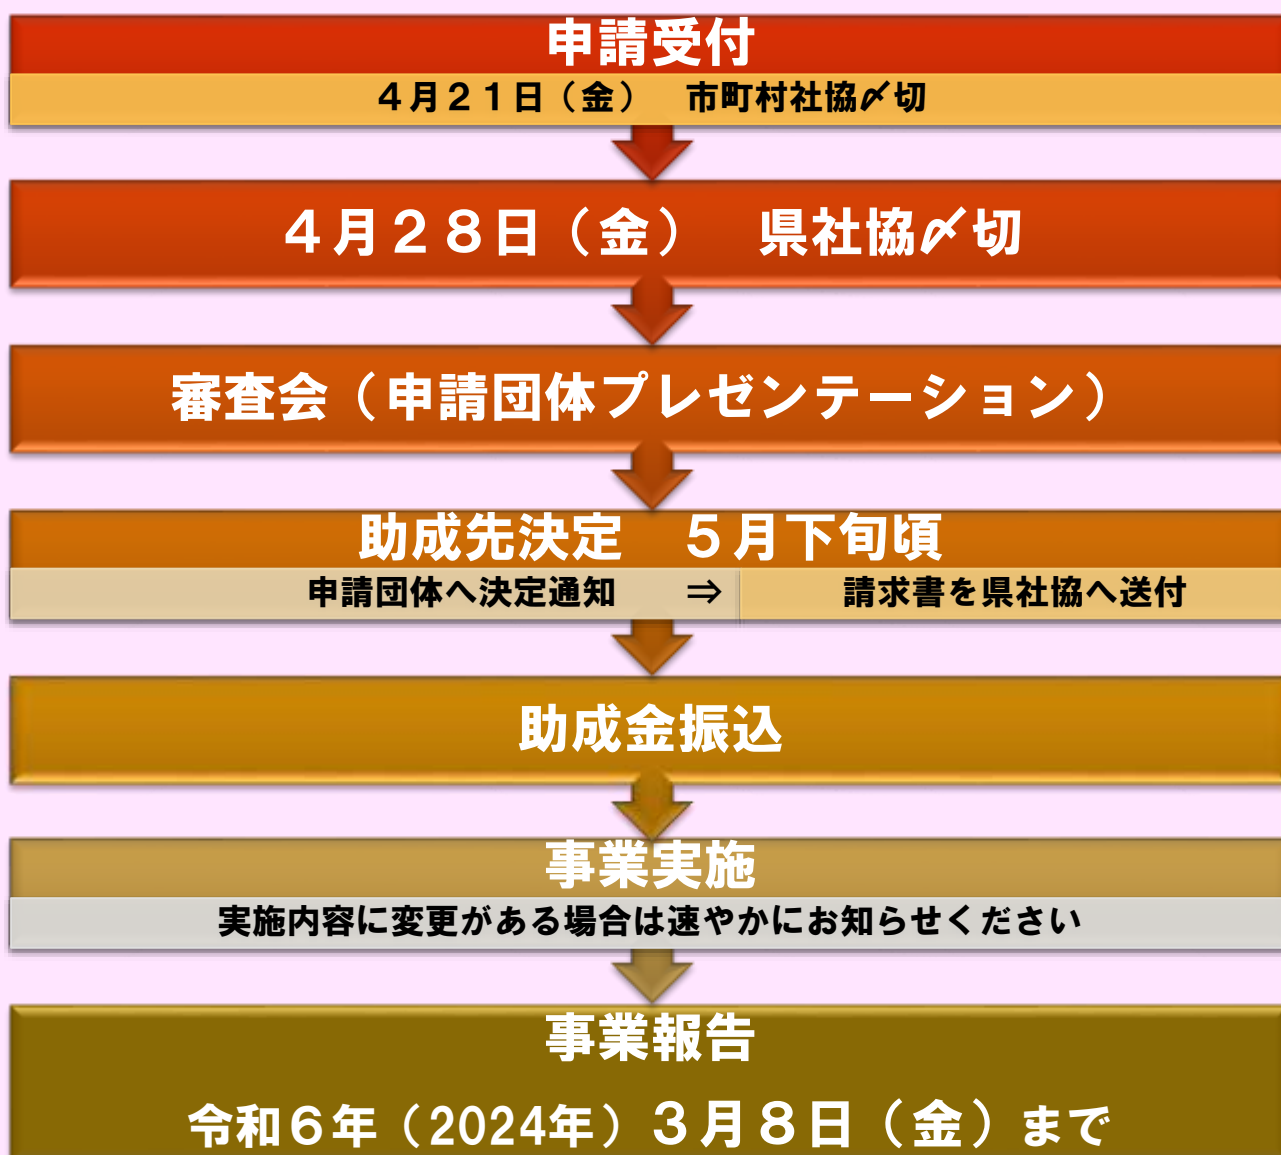 申請受付
４月２１日（金）　市町村社協〆切
４月２８日（金）　県社協〆切
審査会（申請団体プレゼンテーション）
助成先決定　５月下旬頃
申請団体へ決定通知　⇒　請求書を県社協へ送付
助成金振込
事業実施
実施内容に変更がある場合は速やかにお知らせください
事業報告
令和６年（2024年）３月８日（金）まで